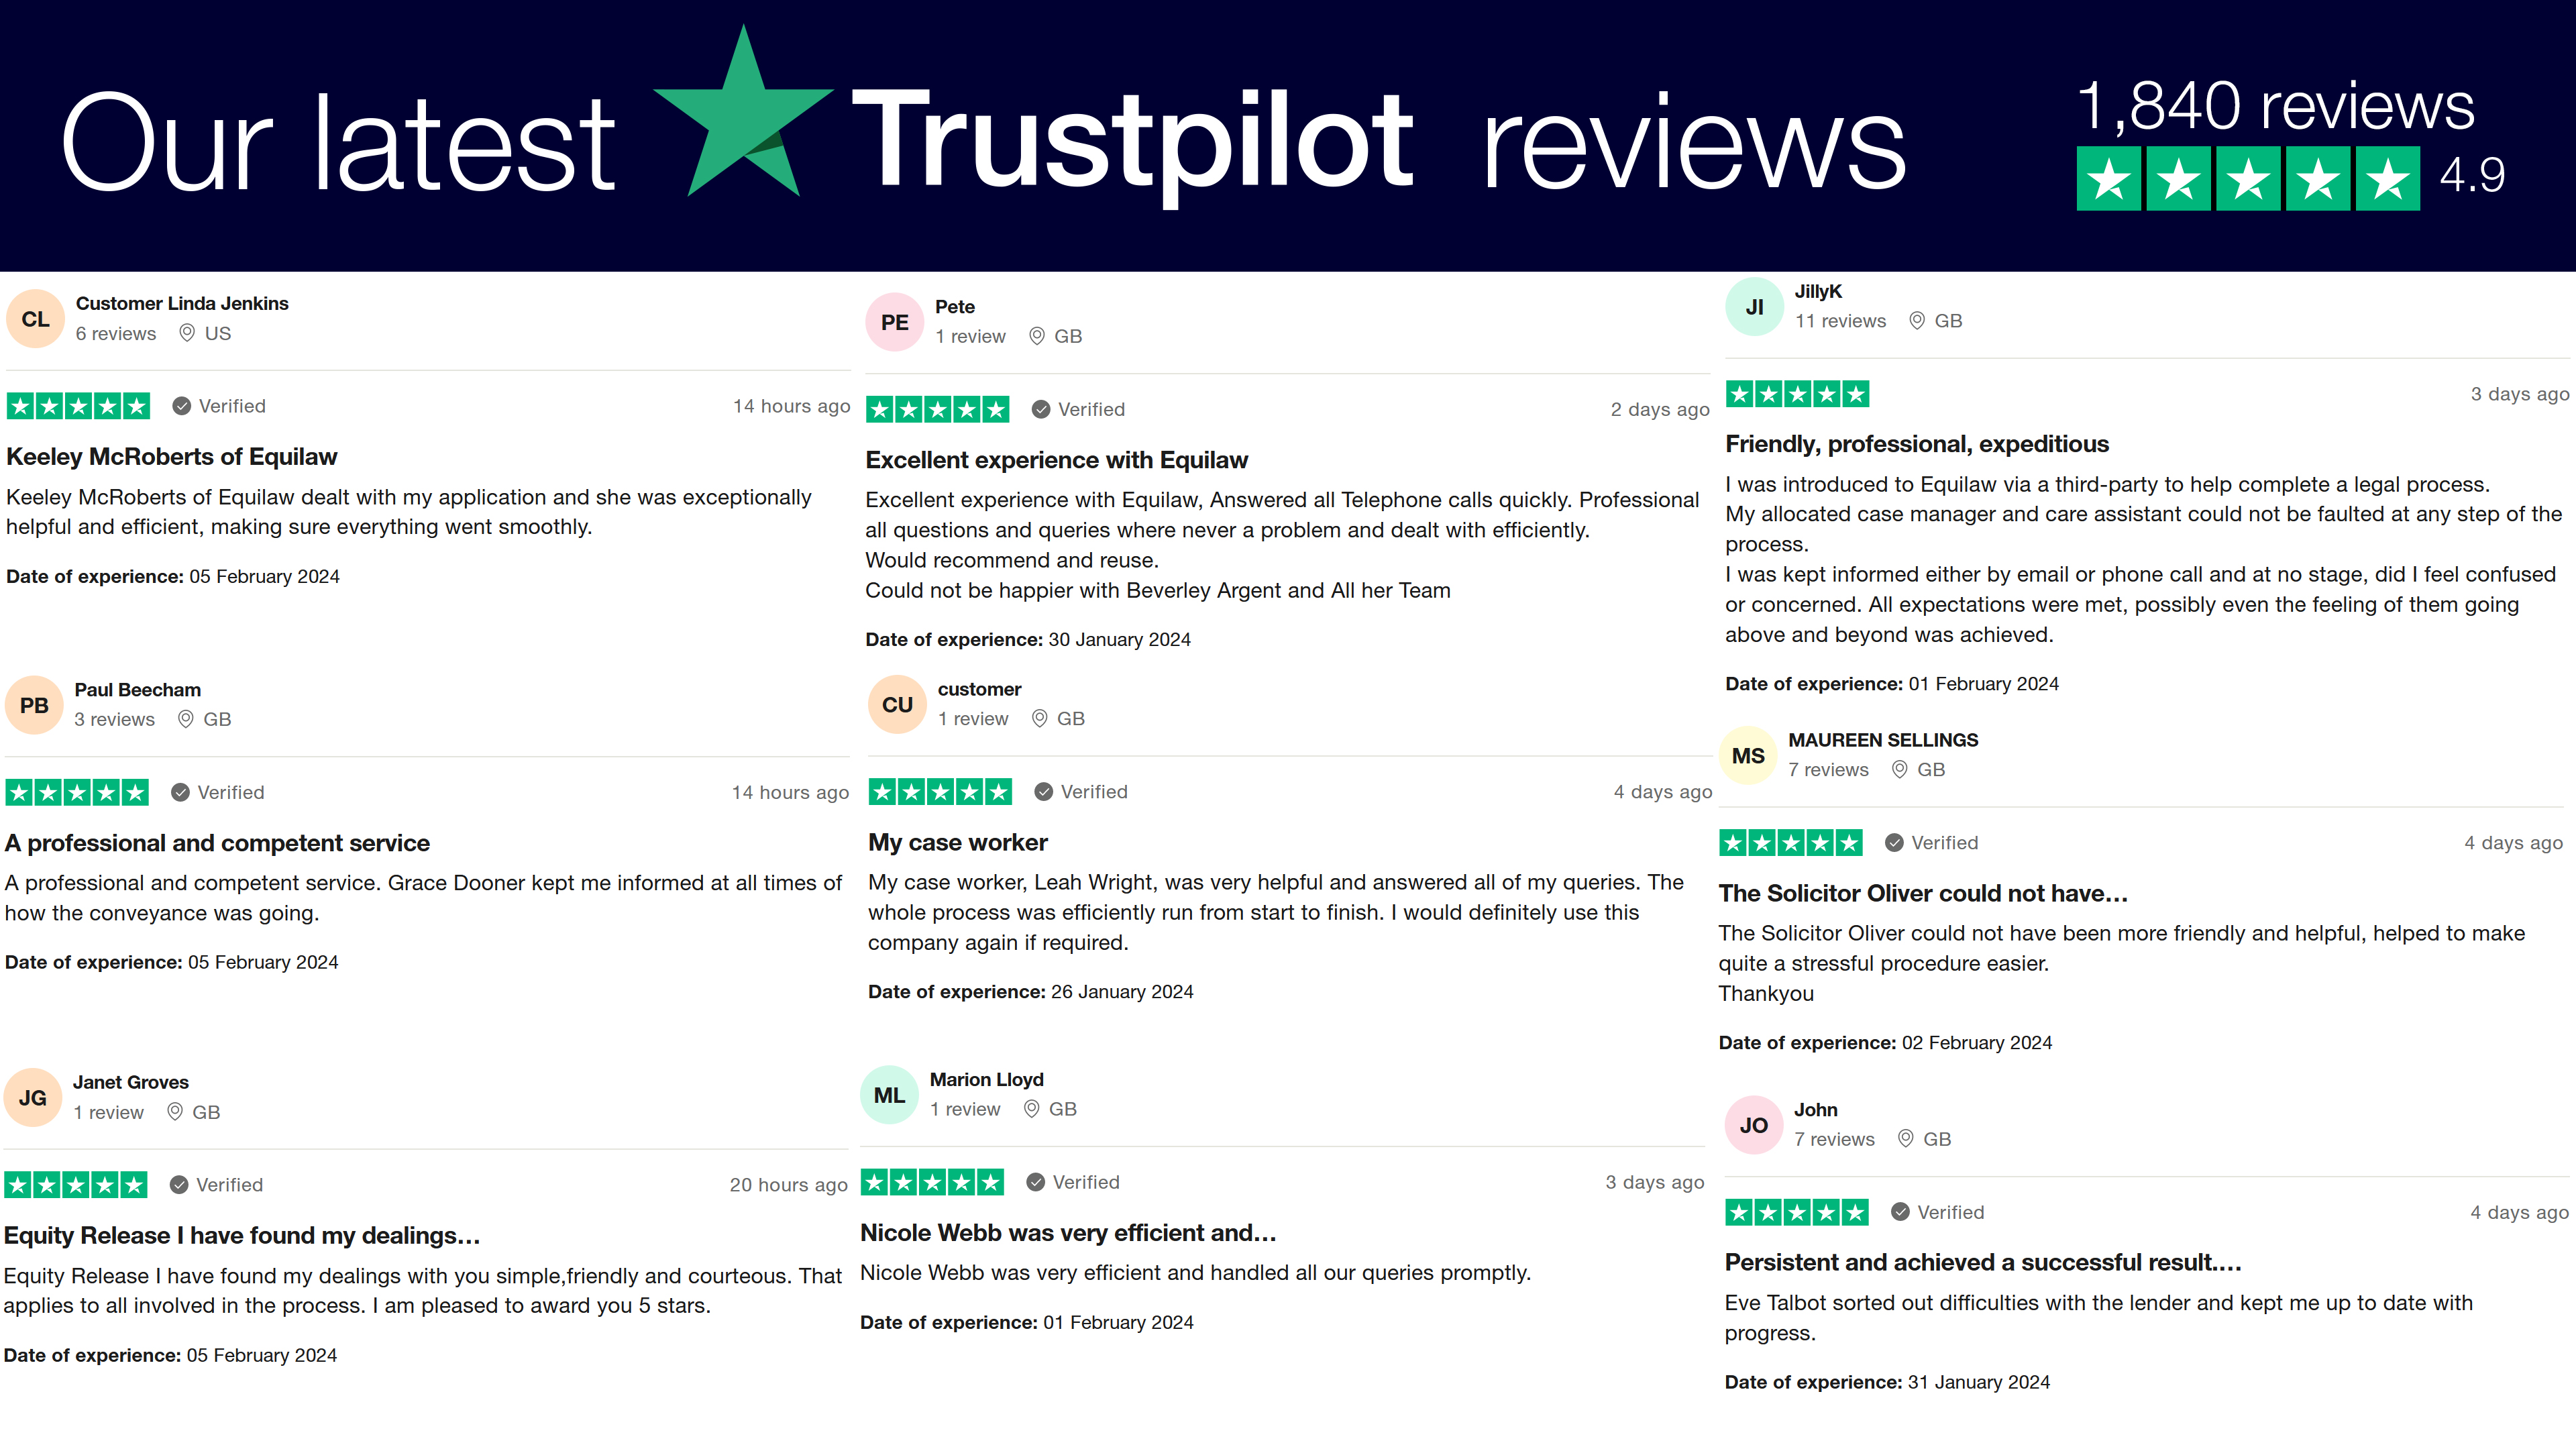 Our latest Trustpilot reviews
1,840 reviews
4.9
CL
Customer Linda Jenkins
6 reviews US
Verified
14 hours ago
Keeley McRoberts of Equilaw
Keeley McRoberts of Equilaw dealt with my application and she was exceptionally
helpful and efficient, making sure everything went smoothly.
Date of experience: 05 February 2024
PB
Paul Beecham
3 reviews GB
Verified
14 hours ago
A professional and competent service
A professional and competent service. Grace Dooner kept me informed at all times of
how the conveyance was going.
Date of experience: 05 February 2024
JG
Janet Groves
1 review GB
Verified
20 hours ago
Equity Release I have found my dealings…
Equity Release I have found my dealings with you simple,friendly and courteous. That
applies to all involved in the process. I am pleased to award you 5 stars.
Date of experience: 05 February 2024
PE
Pete
1 review GB
Verified
2 days ago
Excellent experience with Equilaw
Excellent experience with Equilaw, Answered all Telephone calls quickly. Professional
all questions and queries where never a problem and dealt with efficiently.
Would recommend and reuse.
Could not be happier with Beverley Argent and All her Team
Date of experience: 30 January 2024
CU
customer
1 review GB
Verified
4 days ago
My case worker
My case worker, Leah Wright, was very helpful and answered all of my queries. The
whole process was efficiently run from start to finish. I would definitely use this
company again if required.
Date of experience: 26 January 2024
ML
Marion Lloyd
1 review GB
Verified
3 days ago
Nicole Webb was very efficient and…
Nicole Webb was very efficient and handled all our queries promptly.
Date of experience: 01 February 2024
JI
JillyK
11 reviews GB
3 days ago
Friendly, professional, expeditious
I was introduced to Equilaw via a third-party to help complete a legal process.
My allocated case manager and care assistant could not be faulted at any step of the
process.
I was kept informed either by email or phone call and at no stage, did I feel confused
or concerned. All expectations were met, possibly even the feeling of them going
above and beyond was achieved.
Date of experience: 01 February 2024
MS
MAUREEN SELLINGS
7 reviews GB
Verified
4 days ago
The Solicitor Oliver could not have…
The Solicitor Oliver could not have been more friendly and helpful, helped to make
quite a stressful procedure easier.
Thankyou
Date of experience: 02 February 2024
JO
John
7 reviews GB
Verified
4 days ago
Persistent and achieved a successful result.…
Eve Talbot sorted out difficulties with the lender and kept me up to date with
progress.
Date of experience: 31 January 2024